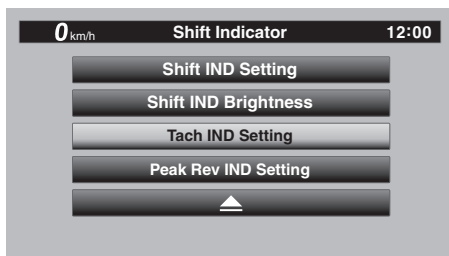 0 km/h Shift Indicator 12:00
Shift IND Setting
Shift IND Brightness
Tach IND Setting
Peak Rev IND Setting